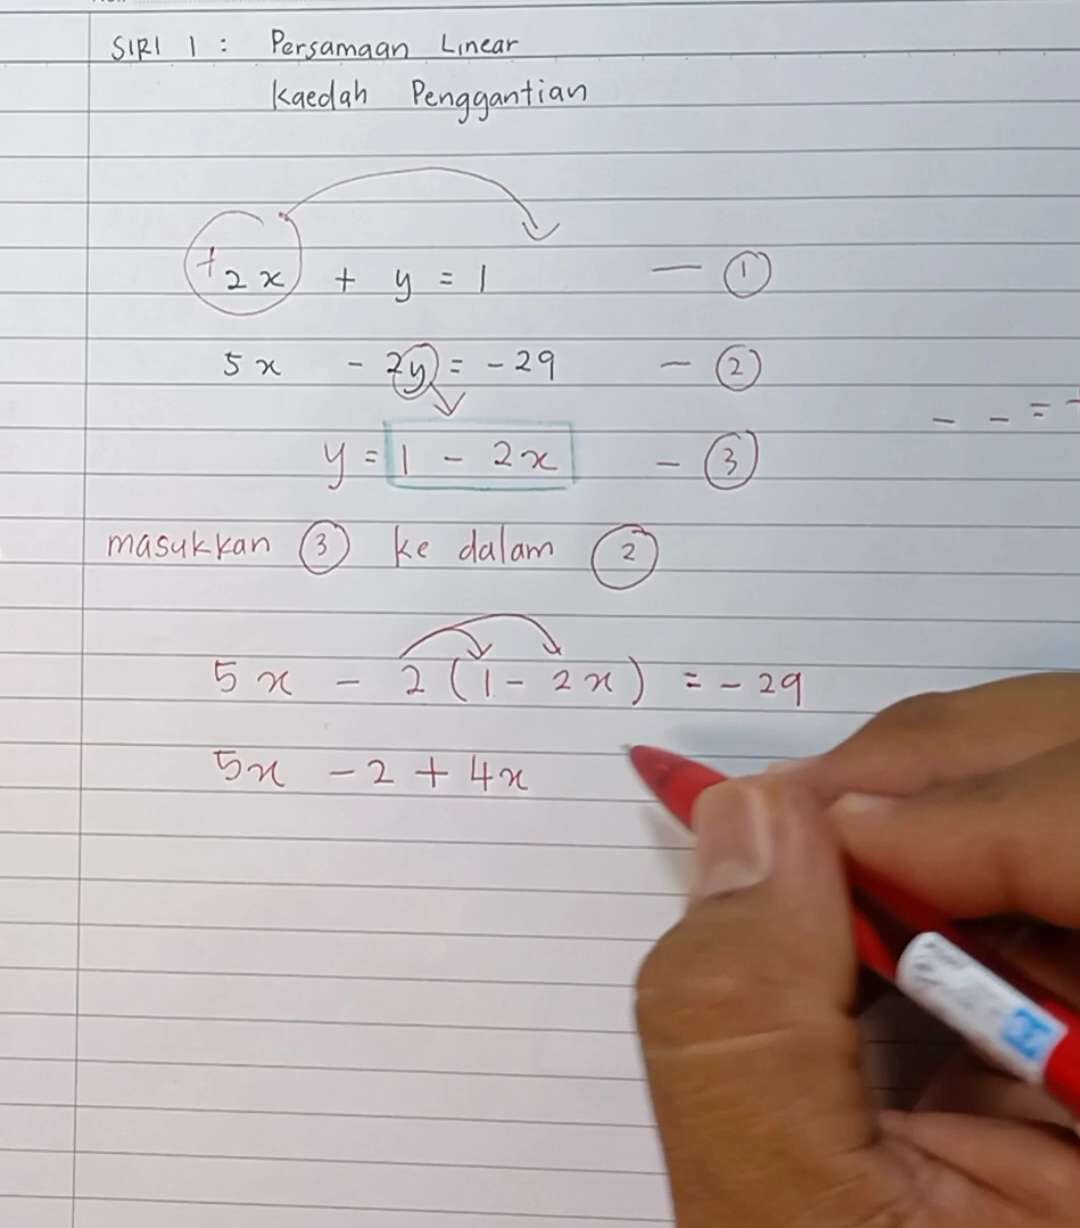 SIRI 1 : Persamaan Linear
Kaedah Penggantian
+2x + y = 1 — ①
5x - 2y = -29 — ②
y = 1 - 2x - ③
masukkan ③ ke dalam ②
5x - 2(1 - 2x) = -29
5x - 2 + 4x